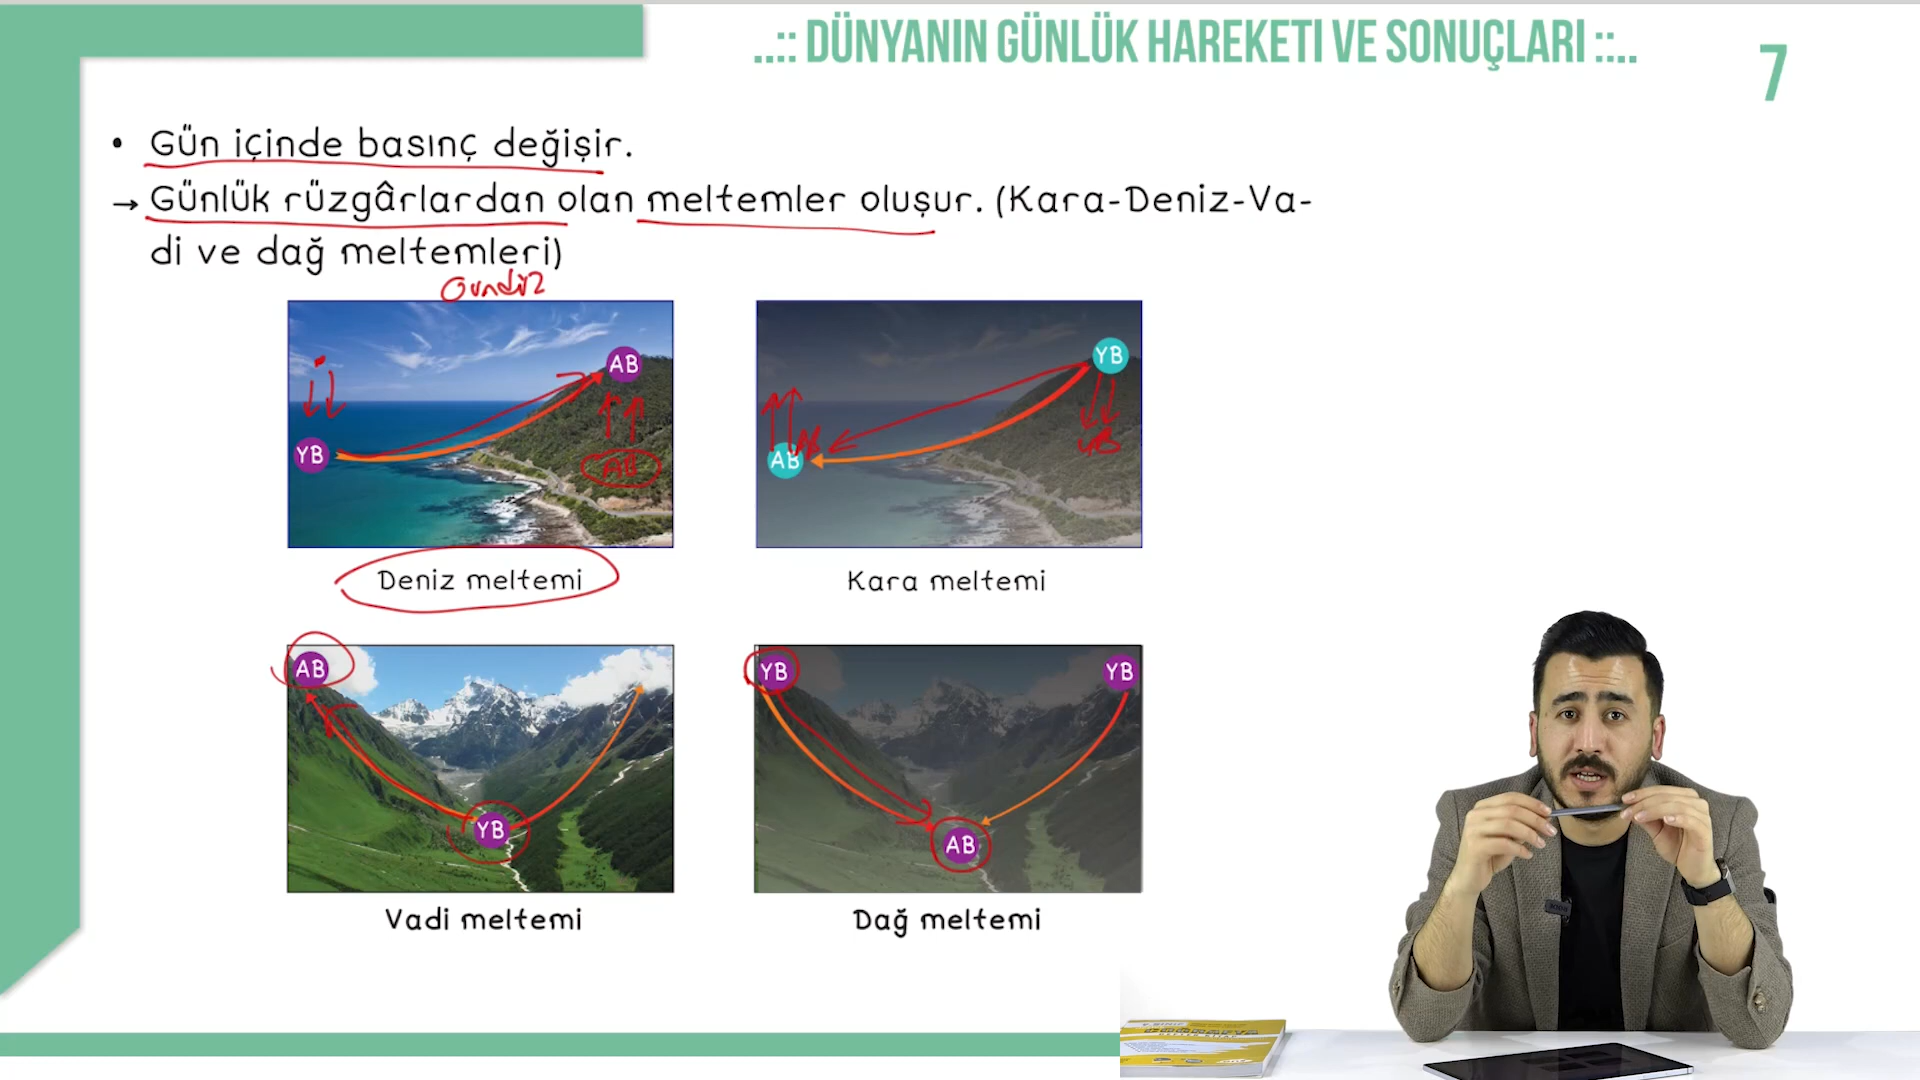 ..:: DÜNYANIN GÜNLÜK HAREKETİ VE SONUÇLARI ::..
7
• Gün içinde basınç değişir.
→ Günlük rüzgârlardan olan meltemler oluşur. (Kara-Deniz-Va-
di ve dağ meltemleri)
Gündüz
AB
YB
AB
YB
YB
AB
AB
Deniz meltemi
Kara meltemi
AB
YB
YB
YB
AB
Vadi meltemi
Dağ meltemi